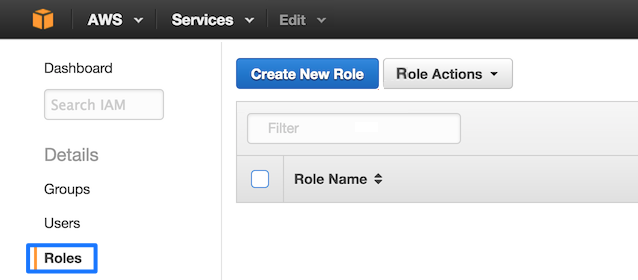 AWS Services Edit
Dashboard
Search IAM
Details
Groups
Users
Roles
Create New Role Role Actions
Filter
Role Name